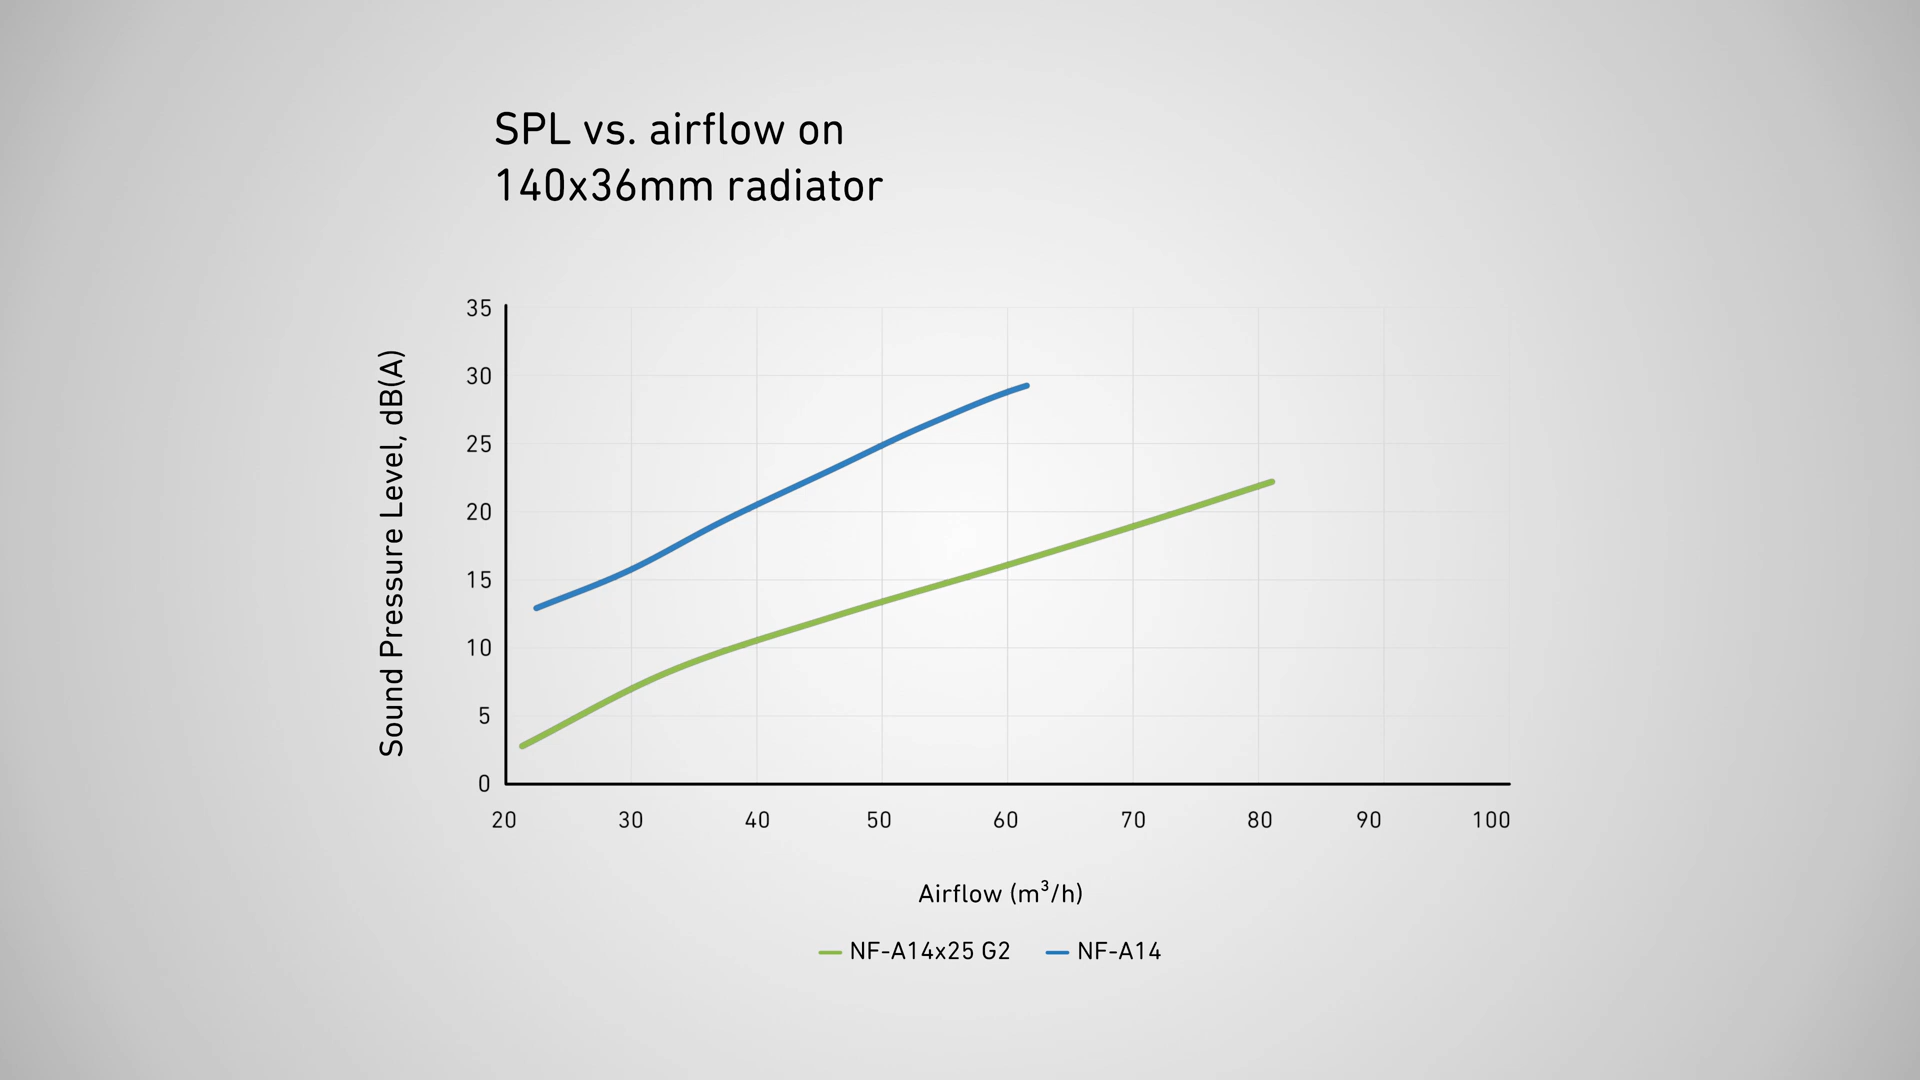 SPL vs. airflow on
140x36mm radiator
Sound Pressure Level, dB(A)
35
30
25
20
15
10
5
0
20 30 40 50 60 70 80 90 100
Airflow (m³/h)
NF-A14x25 G2 NF-A14